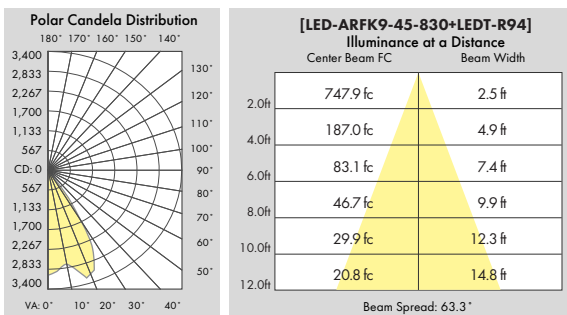 Polar Candela Distribution
180° 170° 160° 150° 140°
3,400
2,833
2,267
1,700
1,133
567
CD: 0
567
1,133
1,700
2,267
2,833
3,400
130°
120°
110°
100°
90°
80°
70°
60°
50°
VA: 0° 10° 20° 30° 40°
[LED-ARFK9-45-830+LEDT-R94]
Illuminance at a Distance
Center Beam FC Beam Width
2.0ft 747.9 fc 2.5 ft
4.0ft 187.0 fc 4.9 ft
6.0ft 83.1 fc 7.4 ft
8.0ft 46.7 fc 9.9 ft
10.0ft 29.9 fc 12.3 ft
12.0ft 20.8 fc 14.8 ft
Beam Spread: 63.3°